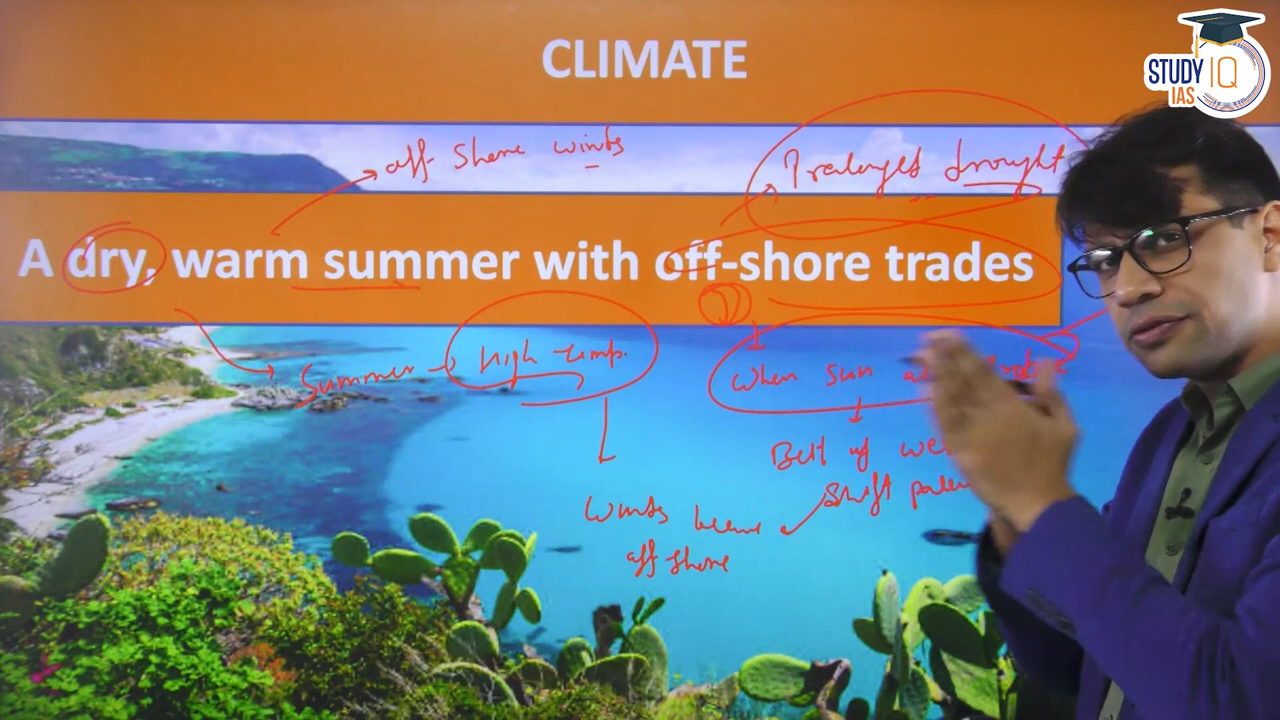 CLIMATE
STUDY IQ
IAS
off shore winds
Prolonged drought
A dry, warm summer with off-shore trades
Summer → High temp.
When sun
Belt of
Shift
Winds
off shore